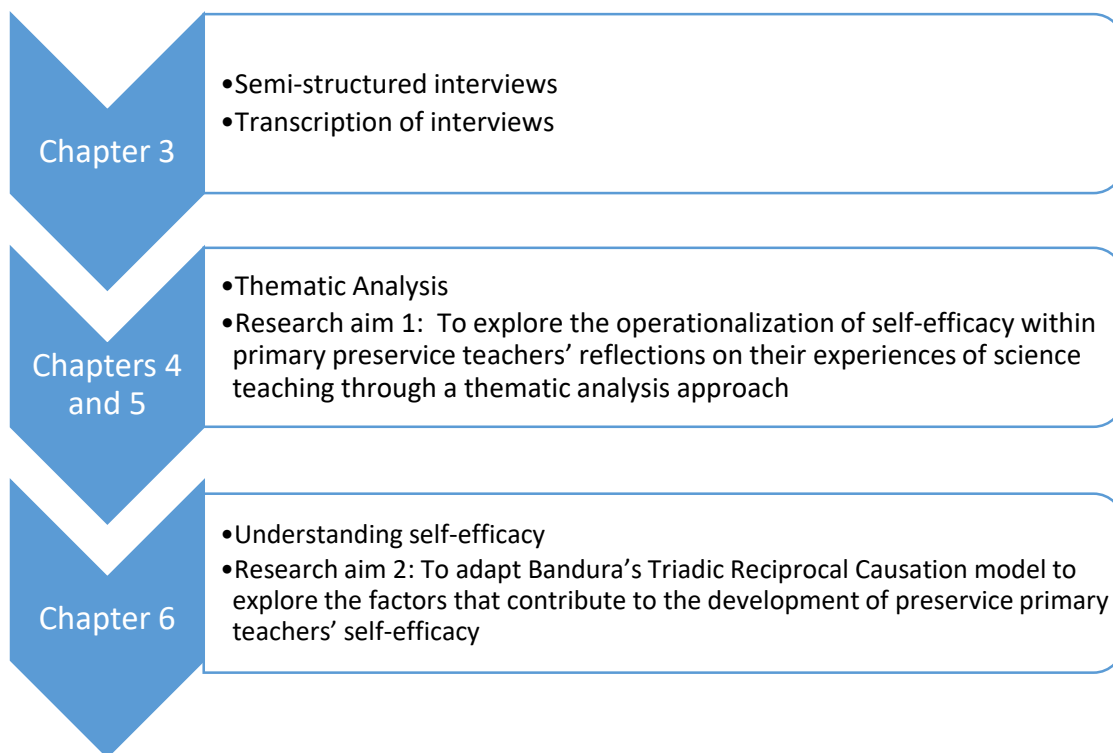 Chapter 3
•Semi-structured interviews
•Transcription of interviews
Chapters 4
and 5
•Thematic Analysis
•Research aim 1:  To explore the operationalization of self-efficacy within
primary preservice teachers’ reflections on their experiences of science
teaching through a thematic analysis approach
Chapter 6
•Understanding self-efficacy
•Research aim 2: To adapt Bandura’s Triadic Reciprocal Causation model to
explore the factors that contribute to the development of preservice primary
teachers’ self-efficacy